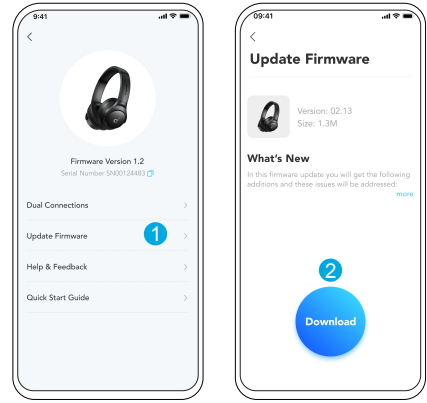 9:41
Firmware Version 1.2
Serial Number SN00124483
Dual Connections
Update Firmware
1
Help & Feedback
Quick Start Guide
09:41
Update Firmware
Version: 02.13
Size: 1.3M
What's New
In this firmware update you will get the following
additions and these issues will be addressed:
more
2
Download